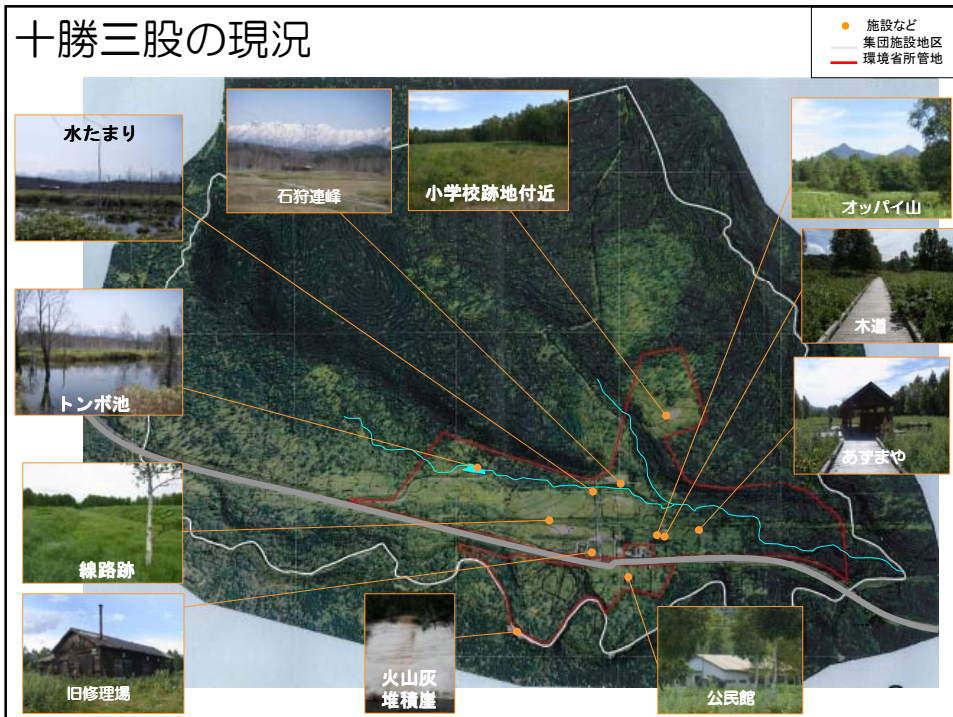 十勝三股の現況
施設など
集団施設地区
環境省所管地
水たまり
石狩連峰
小学校跡地付近
オッパイ山
木道
トンボ池
あずまや
線路跡
旧修理場
火山灰
堆積崖
公民館